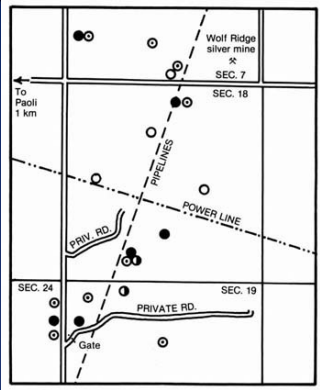 Wolf Ridge
silver mine
SEC. 7
To
Paoli
1 km
SEC. 18
PIPELINES
POWER LINE
PRIV. RD.
SEC. 24
SEC. 19
PRIVATE RD.
Gate